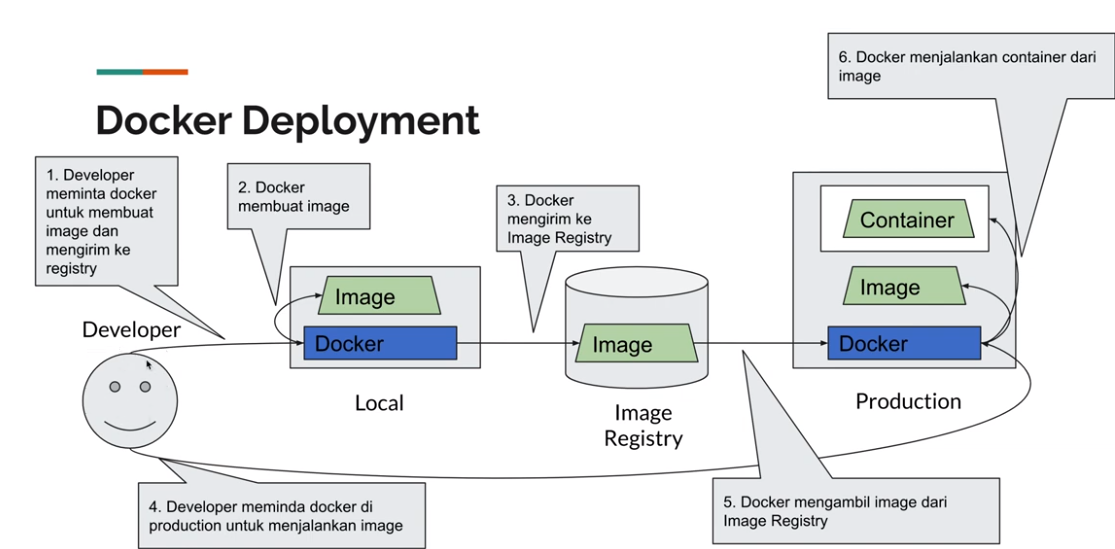 Docker Deployment
1. Developer
meminta docker
untuk membuat
image dan
mengirim ke
registry
2. Docker
membuat image
3. Docker
mengirim ke
Image Registry
6. Docker menjalankan container dari
image
Developer
Image
Docker
Local
Image
Image
Registry
Container
Image
Docker
Production
4. Developer meminda docker di
production untuk menjalankan image
5. Docker mengambil image dari
Image Registry